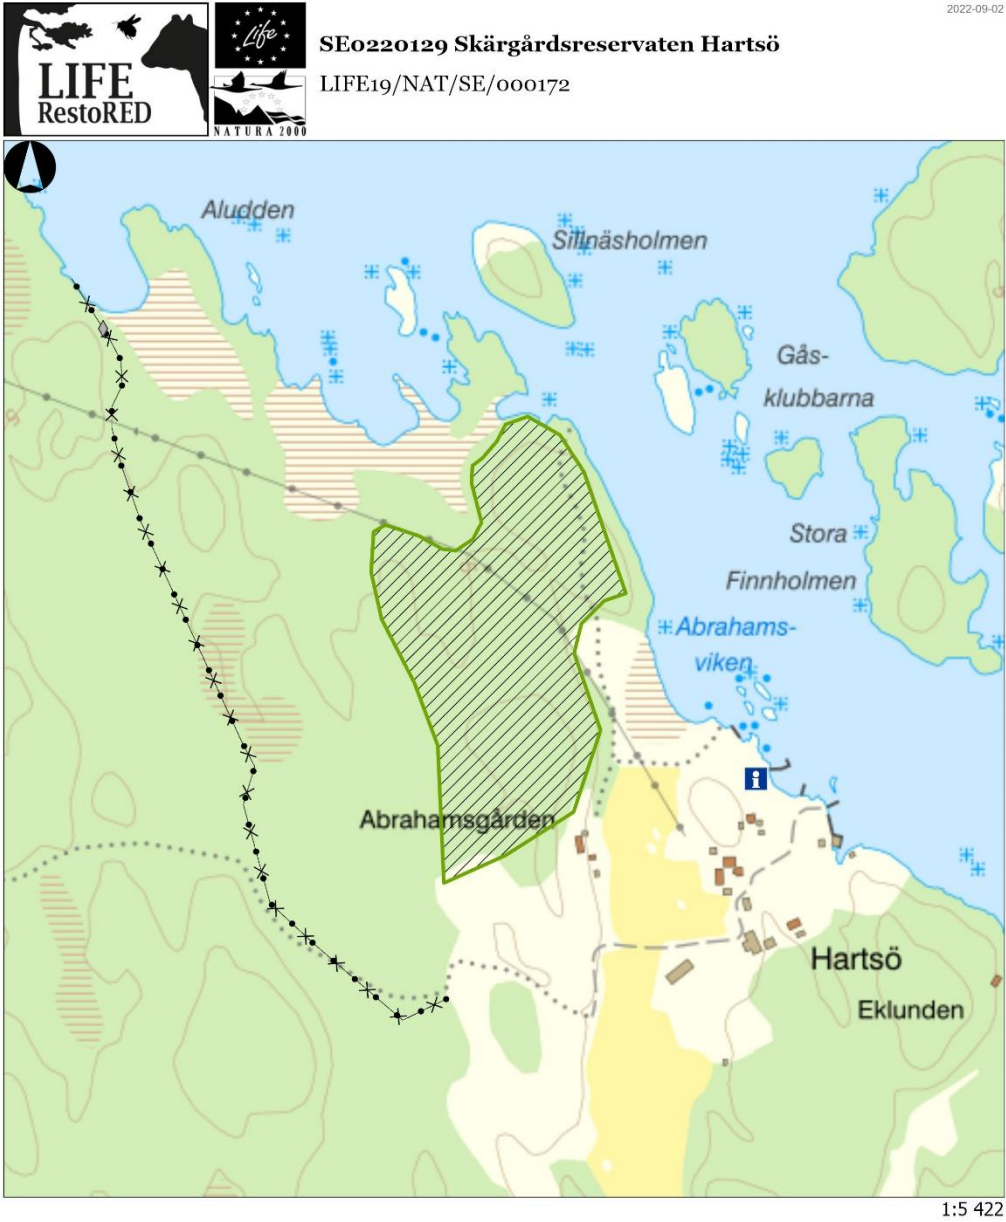 2022-09-02
LIFE
RestoRED
Life
NATURA 2000
SE0220129 Skärgårdsreservaten Hartsö
LIFE19/NAT/SE/000172
Aludden
Sillnäsholmen
Gås-
klubbarna
Stora
Finnholmen
Abrahams-
viken
i
Abrahamsgården
Hartsö
Eklunden
1:5 422